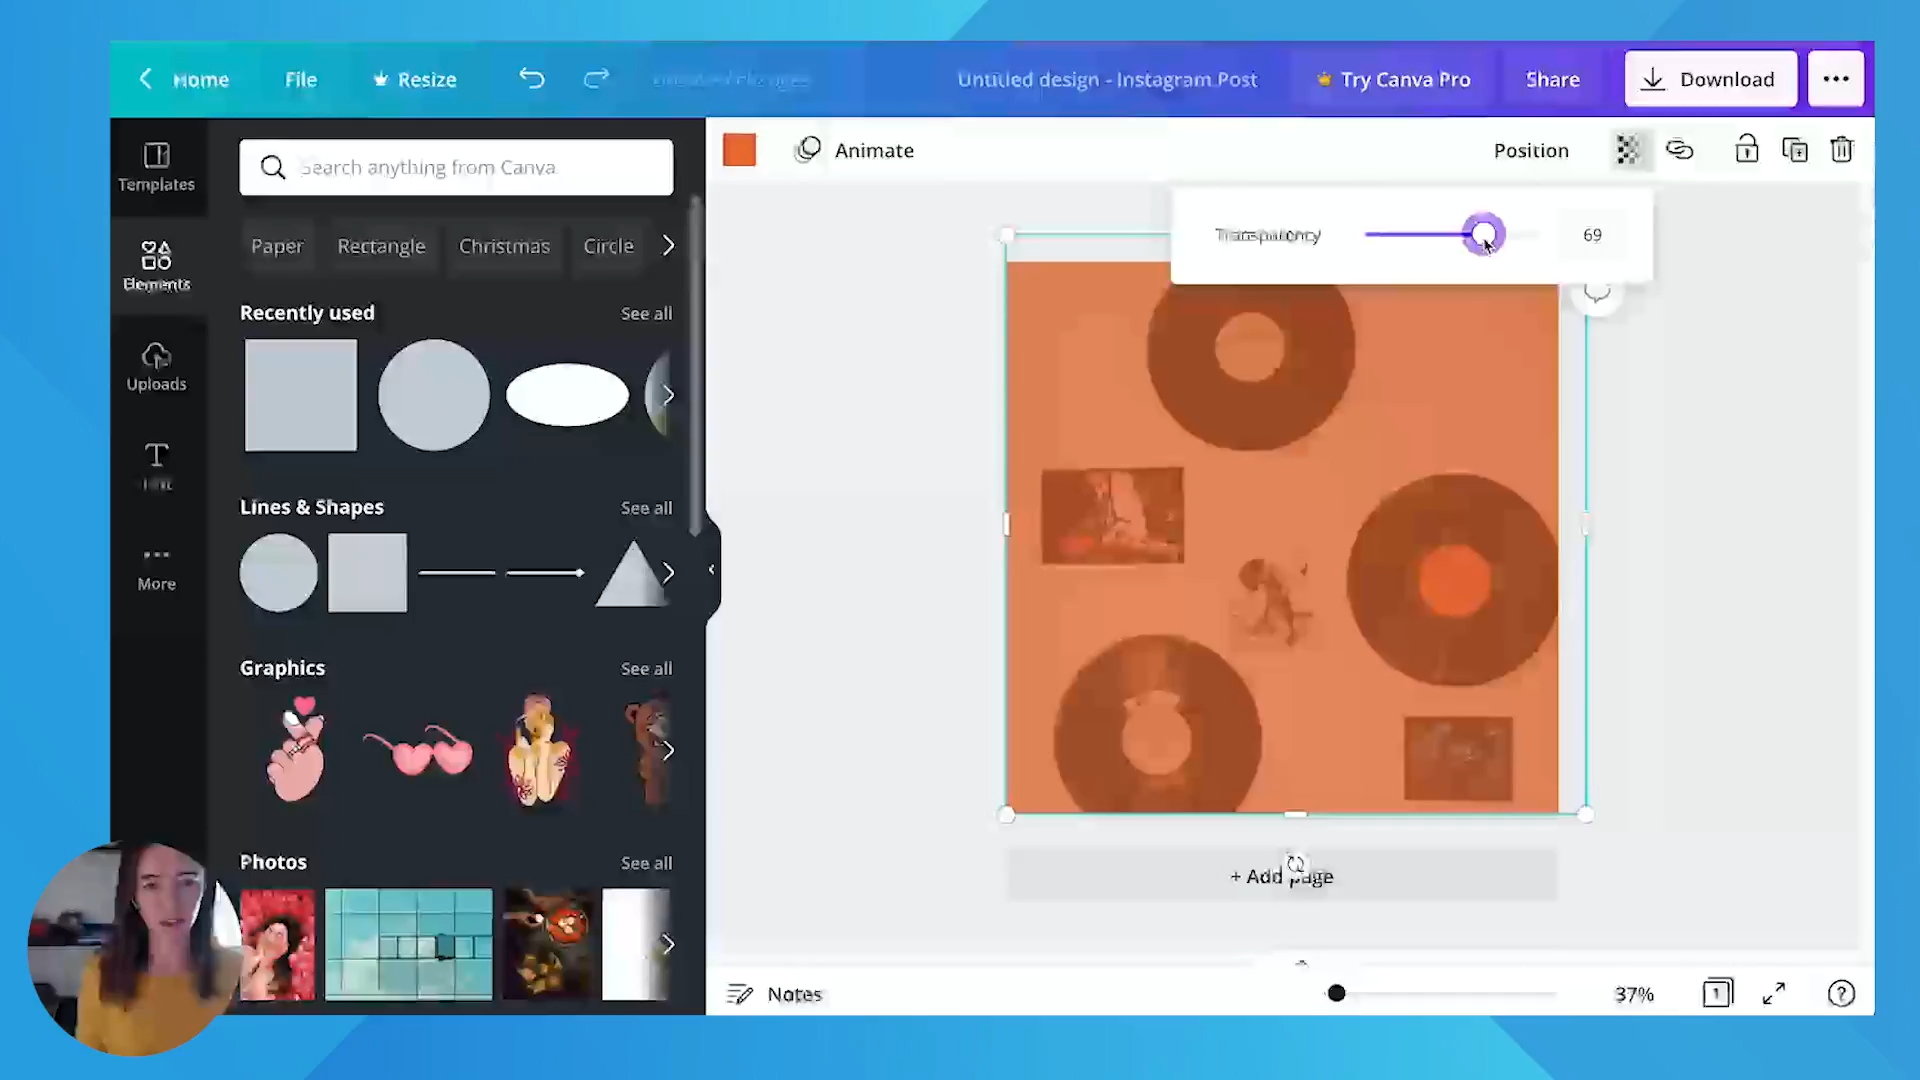 Home
File
Resize
Untitled design - Instagram Post
Try Canva Pro
Share
Download
Templates
Elements
Uploads
More
Search anything from Canva
Paper
Rectangle
Christmas
Circle
Recently used
See all
Lines & Shapes
See all
Graphics
See all
Photos
See all
Animate
Position
Transparency
69
+ Add page
Notes
37%
1
?